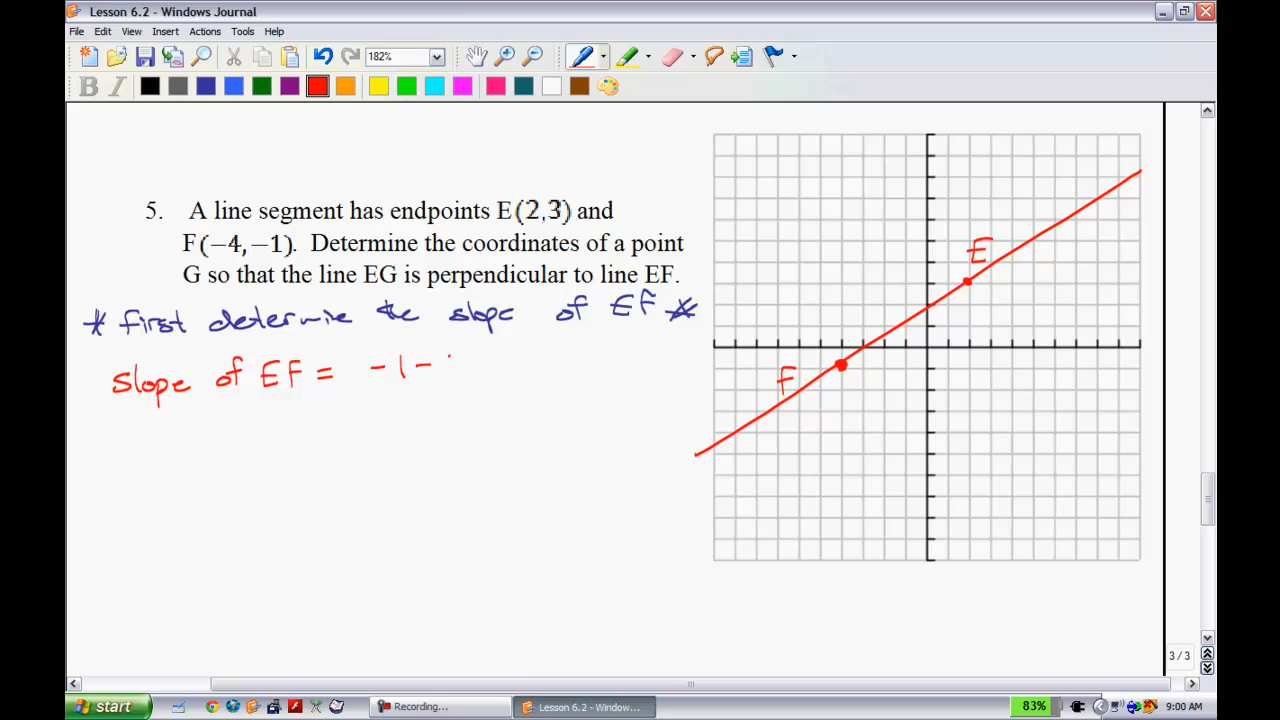 Lesson 6.2 - Windows Journal
File Edit View Insert Actions Tools Help
182%
B I
5. A line segment has endpoints E(2,3) and
F(−4,−1). Determine the coordinates of a point
G so that the line EG is perpendicular to line EF.
* first determine the slope of EF *
slope of EF = -1 -
E
F
3 / 3
start
Recording...
Lesson 6.2 - Window...
83%
9:00 AM